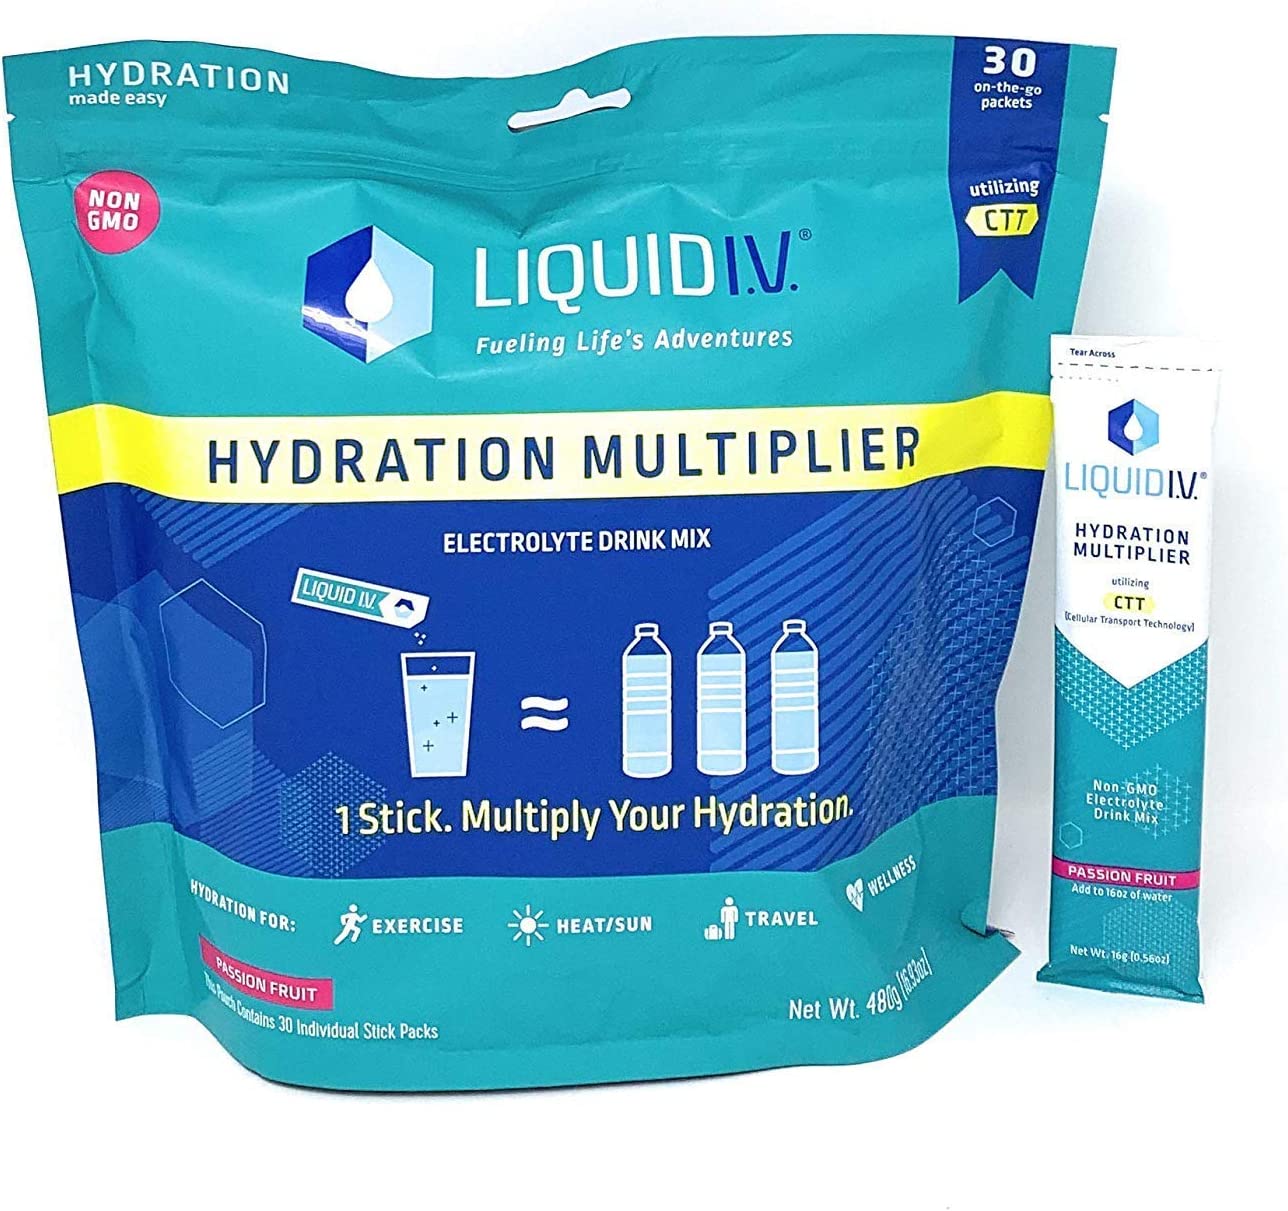 HYDRATION
made easy
30
on-the-go
packets
NON
GMO
utilizing
CTT
LIQUID I.V.®
Fueling Life's Adventures
HYDRATION MULTIPLIER
ELECTROLYTE DRINK MIX
LIQUID I.V.
≈
1 Stick. Multiply Your Hydration.
HYDRATION FOR:
EXERCISE
HEAT/SUN
TRAVEL
WELLNESS
PASSION FRUIT
This Pouch Contains 30 Individual Stick Packs
Net Wt. 480g (16.93oz)
Tear Across
LIQUID I.V.®
HYDRATION
MULTIPLIER
utilizing
CTT
(Cellular Transport Technology)
Non-GMO
Electrolyte
Drink Mix
PASSION FRUIT
Add to 16oz of water
Net Wt. 16g (0.56oz)